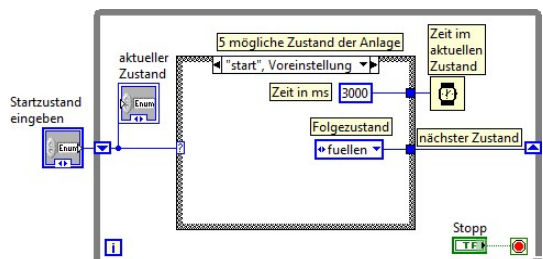 5 mögliche Zustand der Anlage
Zeit im
aktuellen
Zustand
aktueller
Zustand
"start", Voreinstellung
Enum
Zeit in ms
3000
Startzustand
eingeben
Enum
Folgezustand
fuellen
nächster Zustand
?
i
Stopp
TF